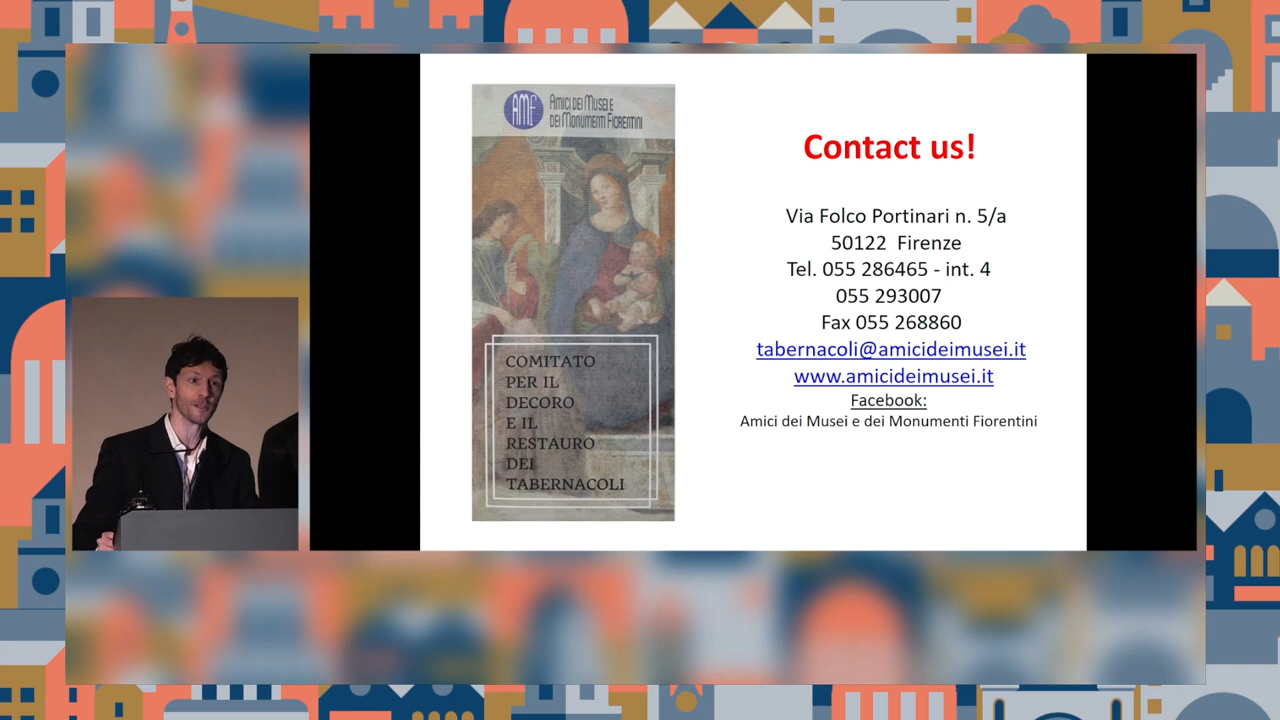 AMF
AMICI DEI MUSEI E
DEI MONUMENTI FIORENTINI
COMITATO
PER IL
DECORO
E IL
RESTAURO
DEI
TABERNACOLI
Contact us!
Via Folco Portinari n. 5/a
50122 Firenze
Tel. 055 286465 - int. 4
055 293007
Fax 055 268860
tabernacoli@amicideimusei.it
www.amicideimusei.it
Facebook:
Amici dei Musei e dei Monumenti Fiorentini